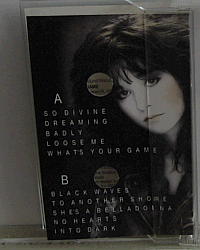 A
SO DIVINE
DREAMING
BADLY
LOOSE ME
WHATS YOUR GAME
B
BLACK WAVES
TO ANOTHER SHORE
SHES A BELLADONNA
NO HEARTS
INTO DARK